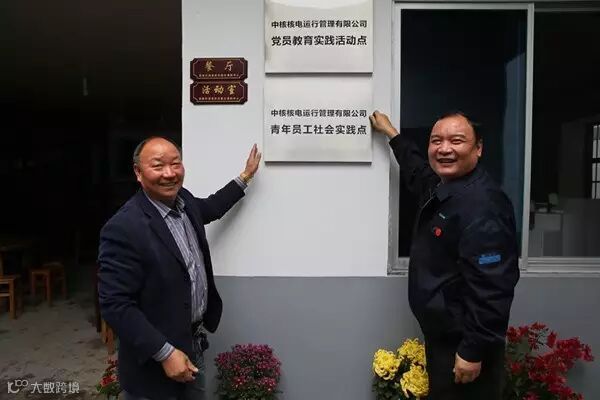 中核核电运行管理有限公司
党员教育实践活动点
餐厅
活动室
中核核电运行管理有限公司
青年员工社会实践点
大数跨境